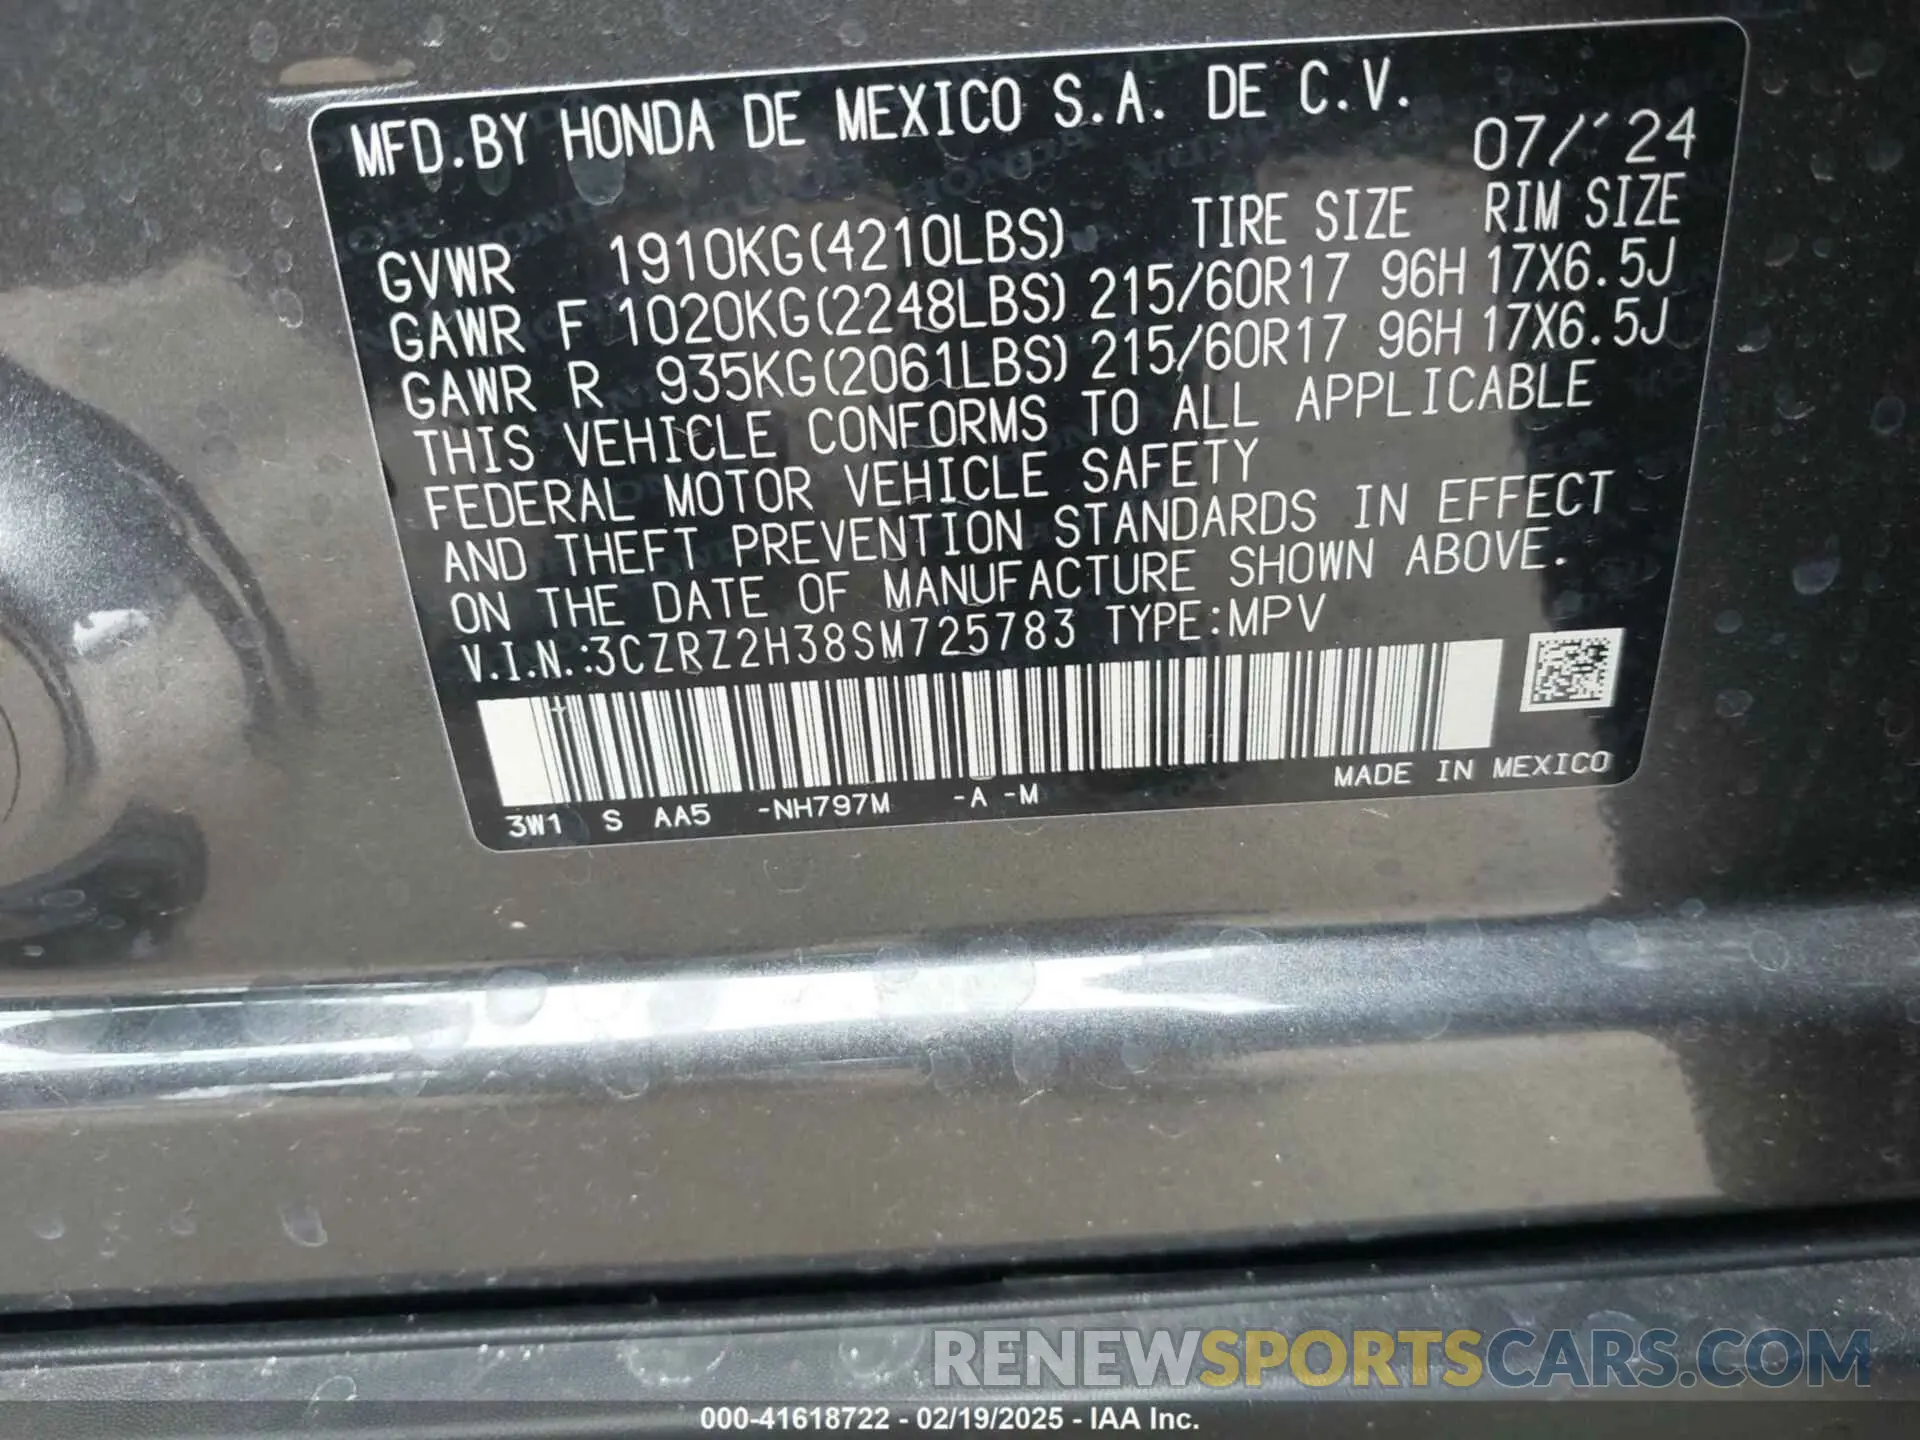 MFD.BY HONDA DE MEXICO S.A. DE C.V.
07/'24
TIRE SIZE RIM SIZE
GVWR 1910KG(4210LBS)
GAWR F 1020KG(2248LBS) 215/60R17 96H 17X6.5J
GAWR R 935KG(2061LBS) 215/60R17 96H 17X6.5J
THIS VEHICLE CONFORMS TO ALL APPLICABLE
FEDERAL MOTOR VEHICLE SAFETY
AND THEFT PREVENTION STANDARDS IN EFFECT
ON THE DATE OF MANUFACTURE SHOWN ABOVE.
V.I.N.:3CZRZ2H38SM725783 TYPE:MPV
MADE IN MEXICO
3W1 S AA5 -NH797M -A -M
RENEWSPORTSCARS.COM
000-41618722 - 02/19/2025 - IAA Inc.